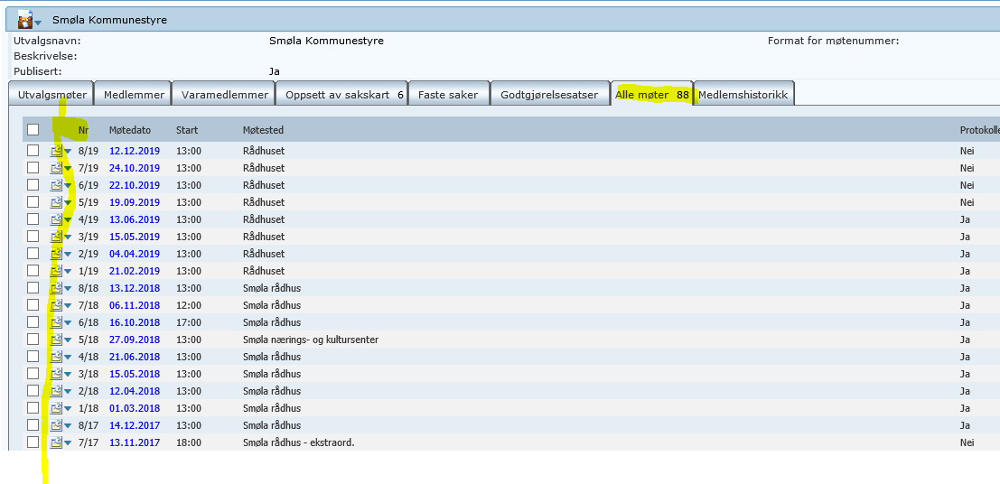 Smøla Kommunestyre
Utvalgsnavn: Smøla Kommunestyre Format for møtenummer:
Beskrivelse:
Publisert: Ja
Utvalgsmøter Medlemmer Varamedlemmer Oppsett av sakskart 6 Faste saker Godtgjørelsesatser Alle møter 88 Medlemshistorikk
Nr Møtedato Start Møtested Protokolle
8/19 12.12.2019 13:00 Rådhuset Nei
7/19 24.10.2019 13:00 Rådhuset Nei
6/19 22.10.2019 13:00 Rådhuset Nei
5/19 19.09.2019 13:00 Rådhuset Nei
4/19 13.06.2019 13:00 Rådhuset Ja
3/19 15.05.2019 13:00 Rådhuset Ja
2/19 04.04.2019 13:00 Rådhuset Ja
1/19 21.02.2019 13:00 Rådhuset Ja
8/18 13.12.2018 13:00 Smøla rådhus Ja
7/18 06.11.2018 12:00 Smøla rådhus Ja
6/18 16.10.2018 17:00 Smøla rådhus Ja
5/18 27.09.2018 13:00 Smøla nærings- og kultursenter Ja
4/18 21.06.2018 13:00 Smøla rådhus Ja
3/18 15.05.2018 13:00 Smøla rådhus Ja
2/18 12.04.2018 13:00 Smøla rådhus Ja
1/18 01.03.2018 13:00 Smøla rådhus Ja
8/17 14.12.2017 13:00 Smøla rådhus Ja
7/17 13.11.2017 18:00 Smøla rådhus - ekstraord. Nei